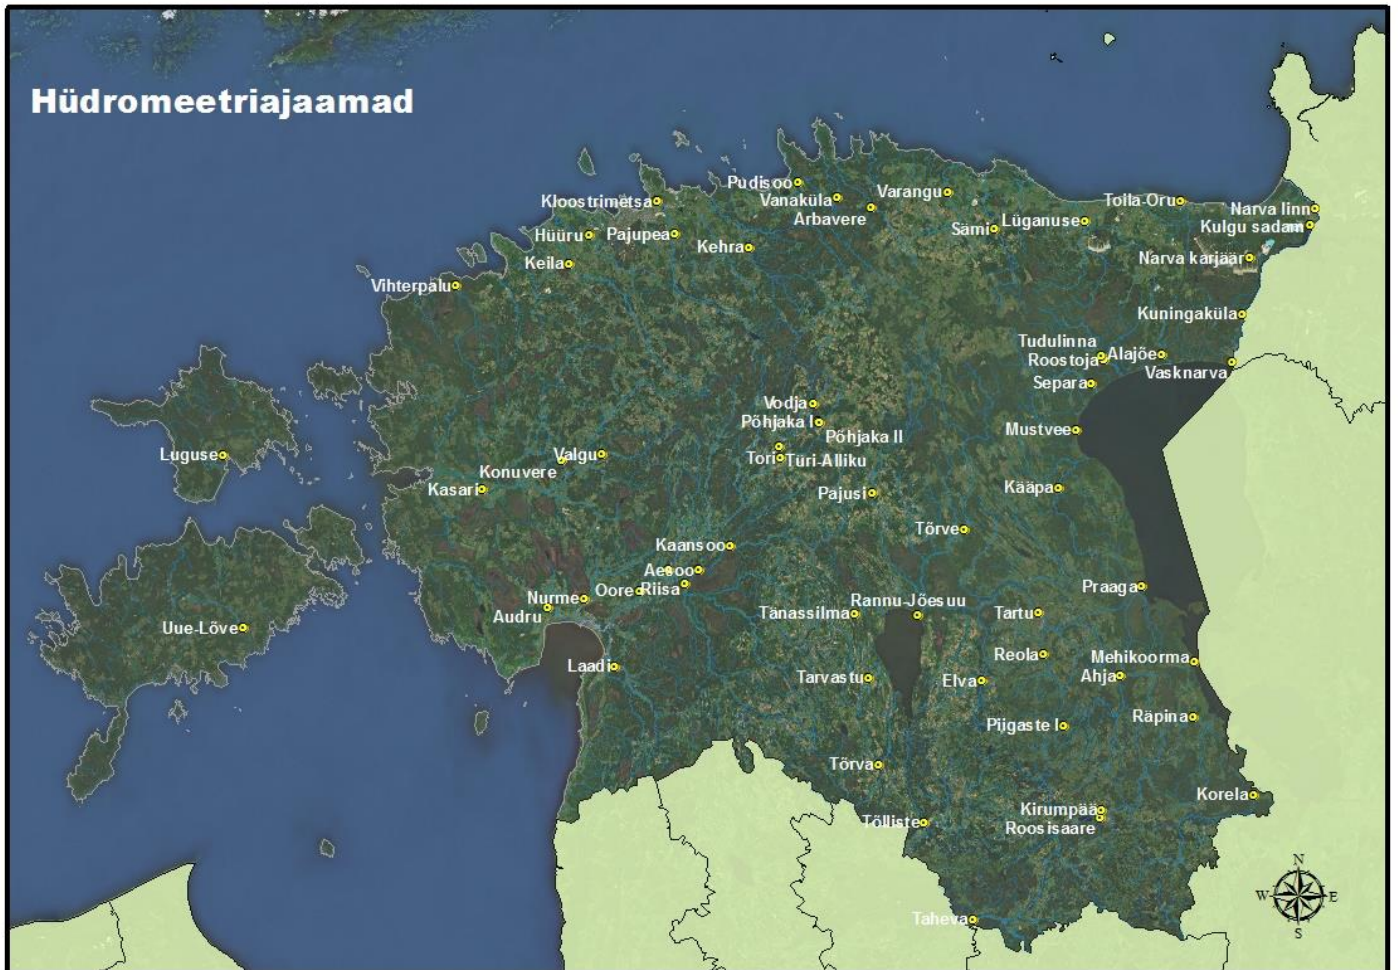 Hüdromeetriajaamad
Pudisoo
Kloostrimetsa
Vanaküla
Varangu
Arbavere
Toila-Oru
Narva linn
Kulgu sadam
Lüganuse
Sämi
Hüüru
Pajupea
Kehra
Keila
Narva karjäär
Vihterpalu
Kuningaküla
Tudulinna
Roostoja
Alajõe
Vasknarva
Separa
Vodja
Põhjaka I
Põhjaka II
Mustvee
Luguse
Valgu
Konuvere
Tori
Türi-Alliku
Kasari
Pajusi
Kääpa
Tõrve
Kaansoo
Aesoo
Riisa
Oore
Nurme
Audru
Praaga
Rannu-Jõesuu
Tänassilma
Tartu
Uue-Lõve
Laadi
Reola
Mehikoorma
Ahja
Tarvastu
Elva
Räpina
Piigaste I
Tõrva
Korela
Kirumpää
Roosisaare
Tõlliste
Taheva
N
W E
S